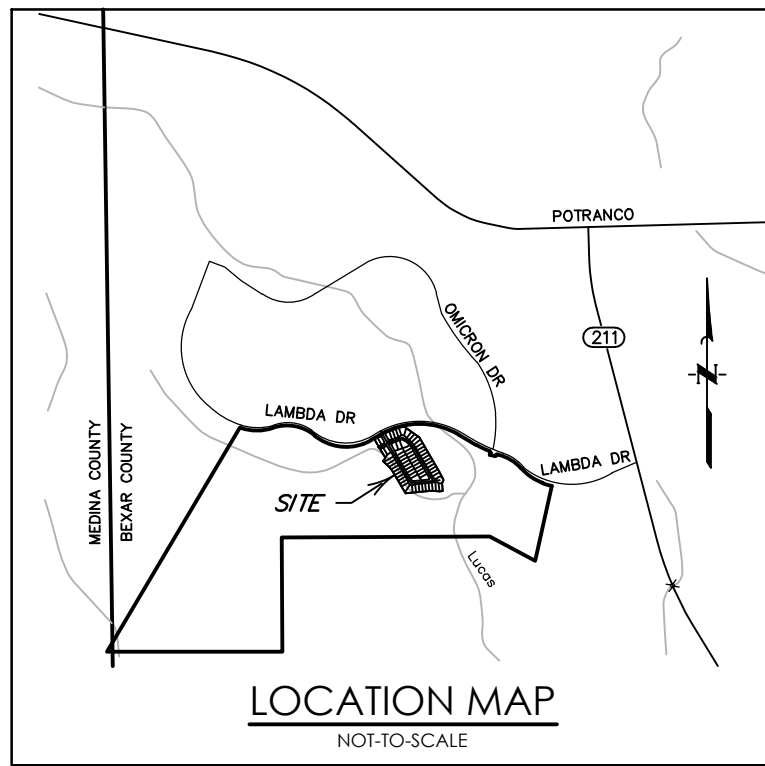 POTRANCO
OMICRON DR
211
N
LAMBDA DR
LAMBDA DR
MEDINA COUNTY
BEXAR COUNTY
SITE
Lucas
LOCATION MAP
NOT-TO-SCALE